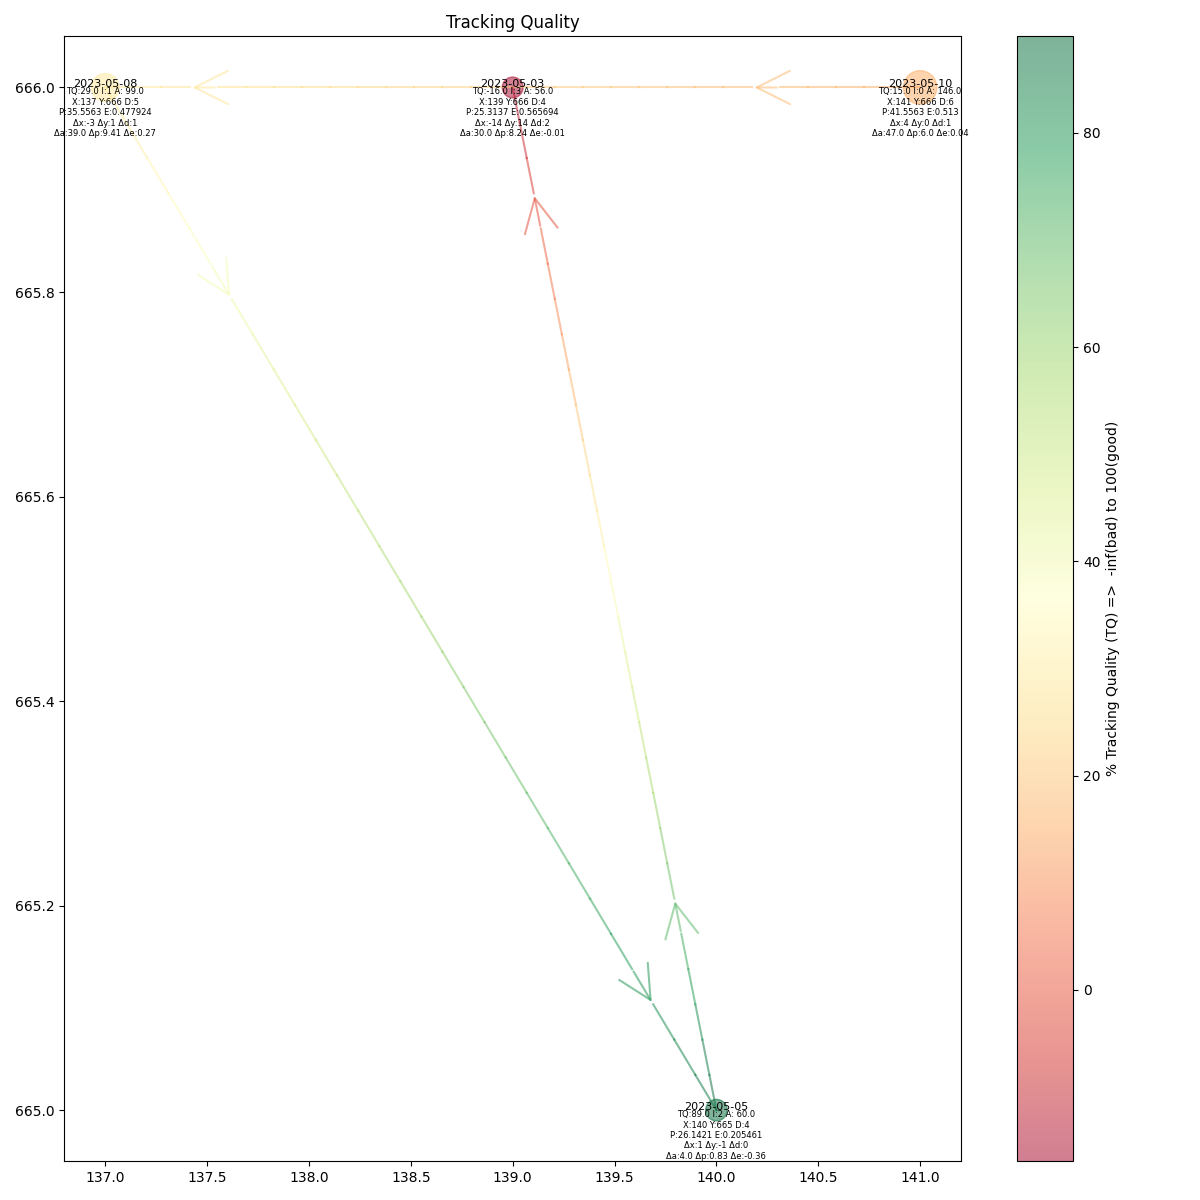 Tracking Quality
2023-05-08
TQ:29.0 I:1 A: 99.0
X:137 Y:666 D:5
P:35.5563 E:0.477924
Δx:-3 Δy:1 Δd:1
Δa:39.0 Δp:9.41 Δe:0.27
2023-05-03
TQ:-16.0 I:3 A: 56.0
X:139 Y:666 D:4
P:25.3137 E:0.565694
Δx:-14 Δy:14 Δd:2
Δa:30.0 Δp:8.24 Δe:-0.01
2023-05-10
TQ:15.0 I:0 A: 146.0
X:141 Y:666 D:6
P:41.5563 E:0.513
Δx:4 Δy:0 Δd:1
Δa:47.0 Δp:6.0 Δe:0.04
2023-05-05
TQ:89.0 I:2 A: 60.0
X:140 Y:665 D:4
P:26.1421 E:0.205461
Δx:1 Δy:-1 Δd:0
Δa:4.0 Δp:0.83 Δe:-0.36
666.0
665.8
665.6
665.4
665.2
665.0
137.0
137.5
138.0
138.5
139.0
139.5
140.0
140.5
141.0
80
60
40
20
0
% Tracking Quality (TQ) => -inf(bad) to 100(good)